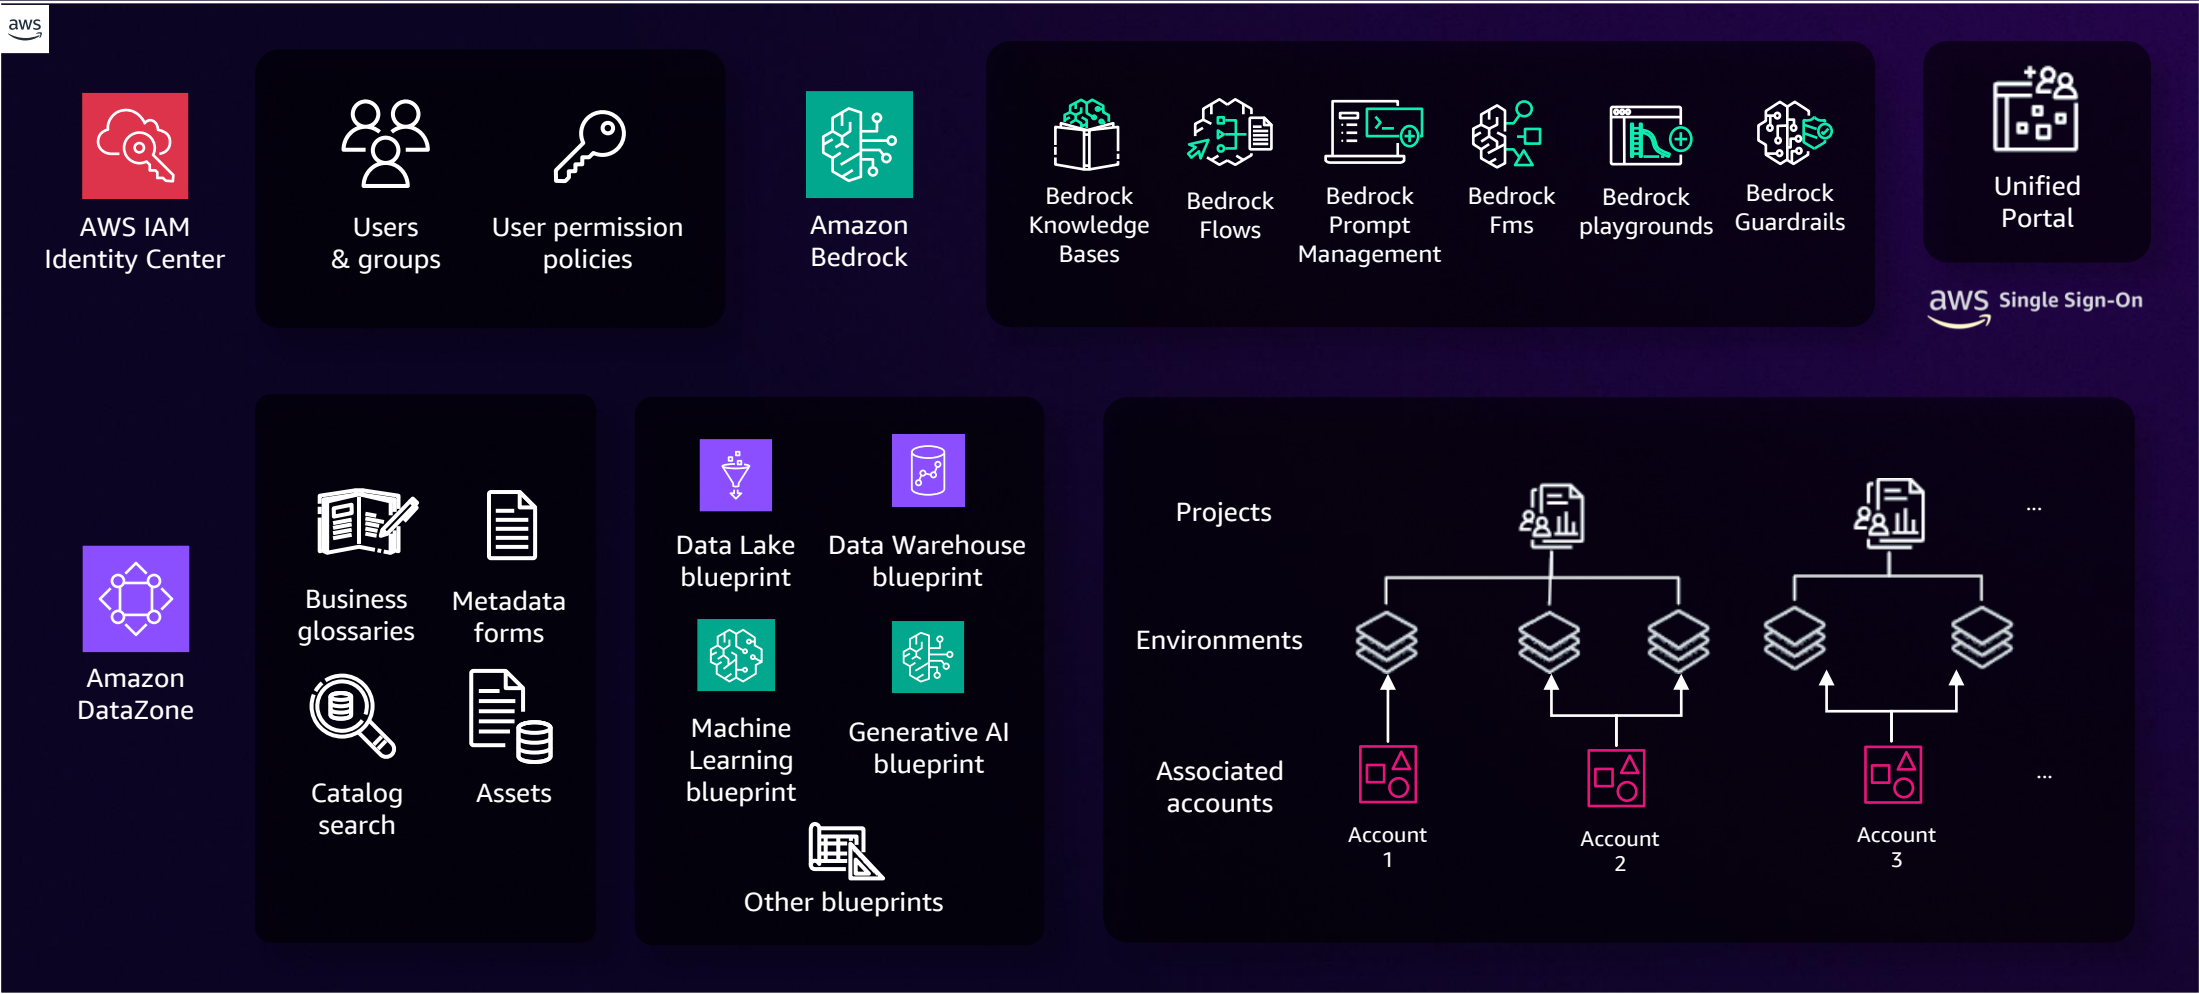 aws
AWS IAM
Identity Center
Users
& groups
User permission
policies
Amazon
Bedrock
Bedrock
Knowledge
Bases
Bedrock
Flows
Bedrock
Prompt
Management
Bedrock
Fms
Bedrock
playgrounds
Bedrock
Guardrails
Unified
Portal
aws Single Sign-On
Amazon
DataZone
Business
glossaries
Metadata
forms
Catalog
search
Assets
Data Lake
blueprint
Data Warehouse
blueprint
Machine
Learning
blueprint
Generative AI
blueprint
Other blueprints
Projects
...
Environments
Associated
accounts
...
Account
1
Account
2
Account
3